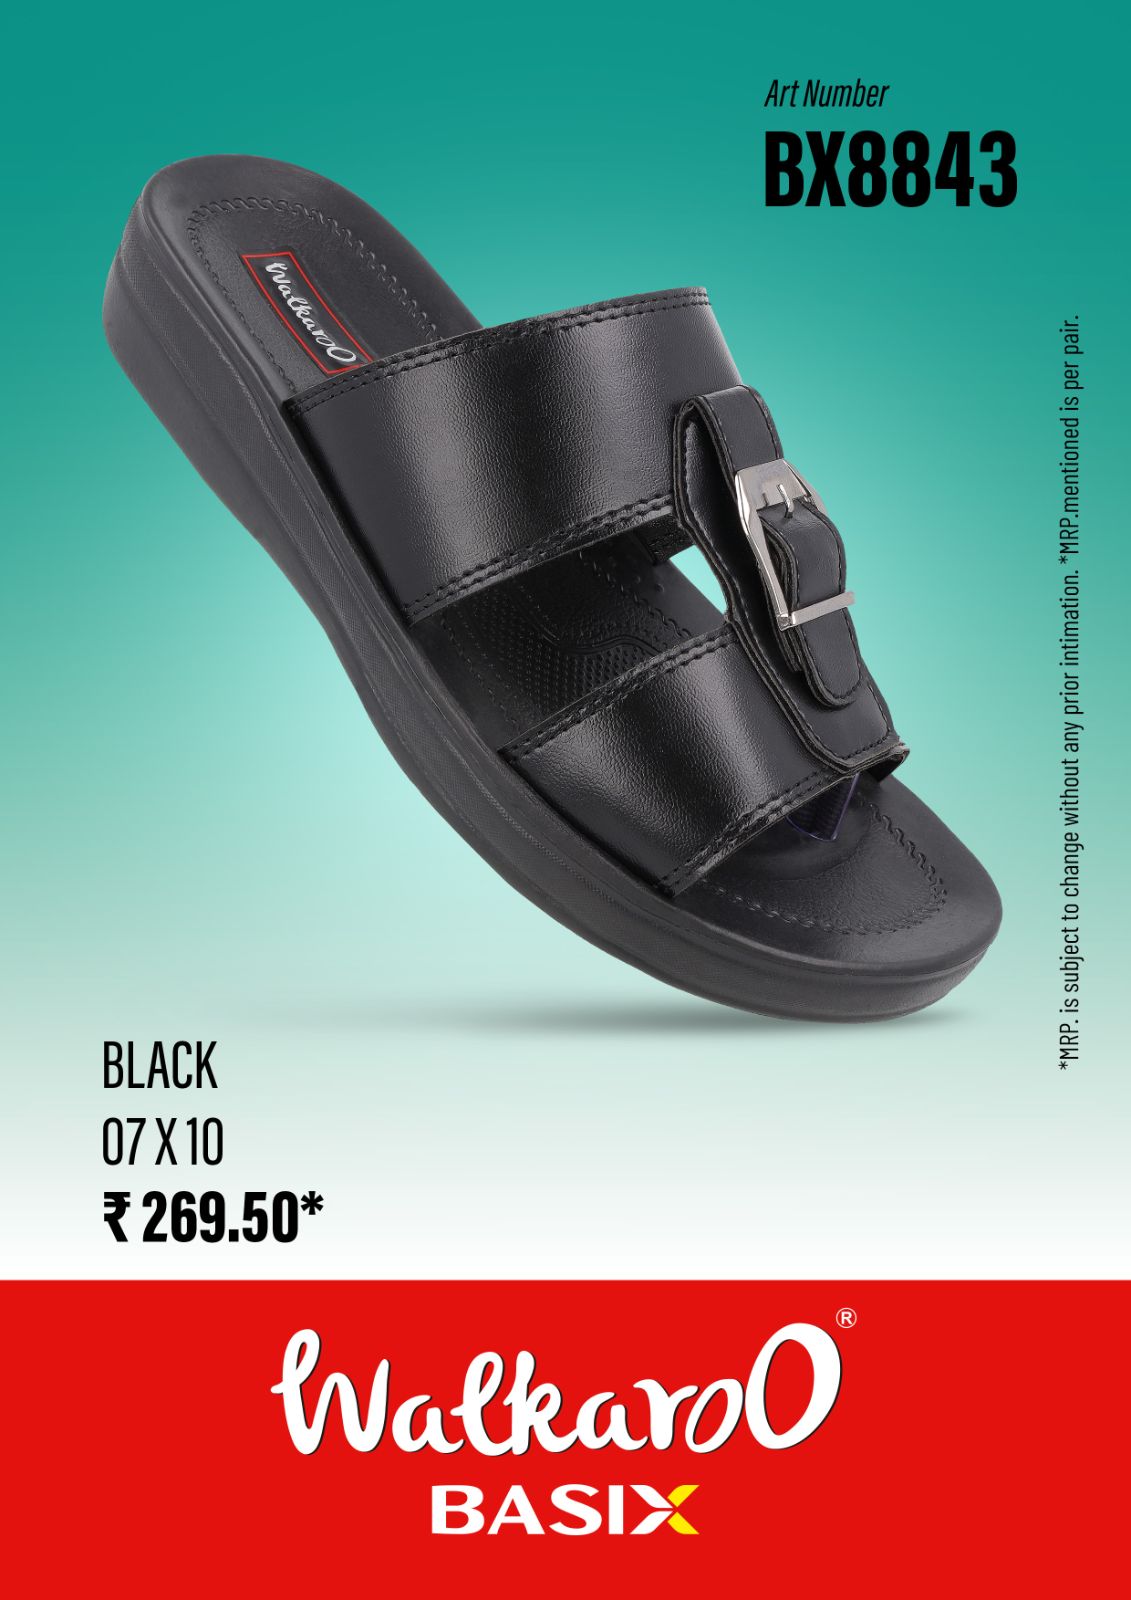 Art Number
BX8843
walkaroo
*MRP. is subject to change without any prior intimation. *MRP.mentioned is per pair.
BLACK
07 X 10
₹ 269.50*
walkaroo®
BASIX